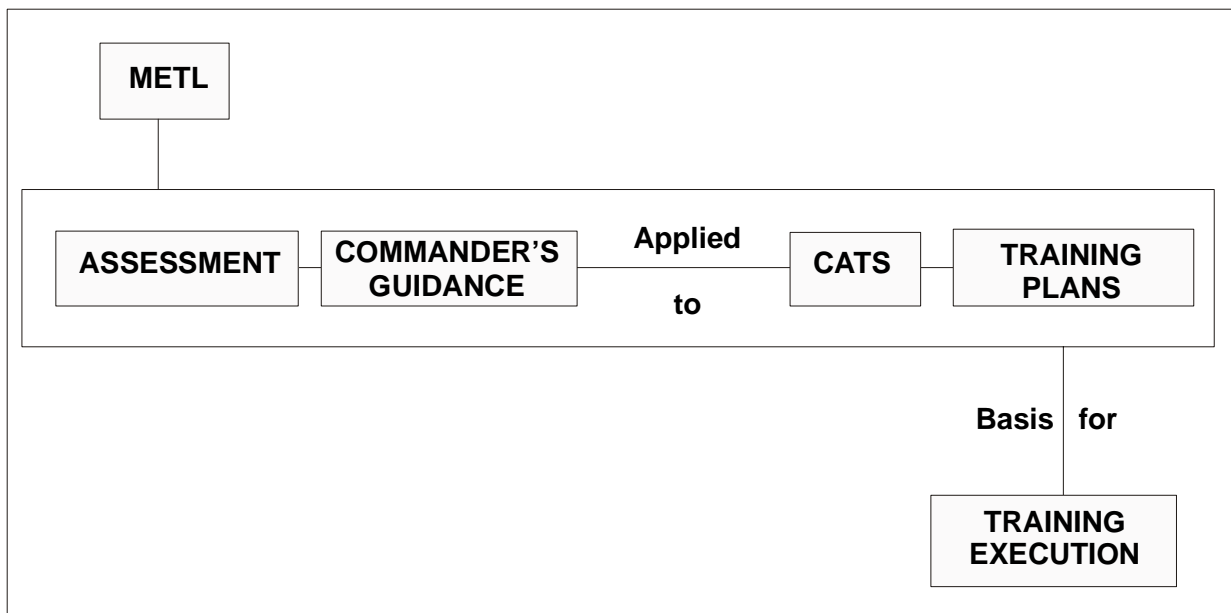 METL
ASSESSMENT
COMMANDER’S
GUIDANCE
Applied
to
CATS
TRAINING
PLANS
Basis for
TRAINING
EXECUTION